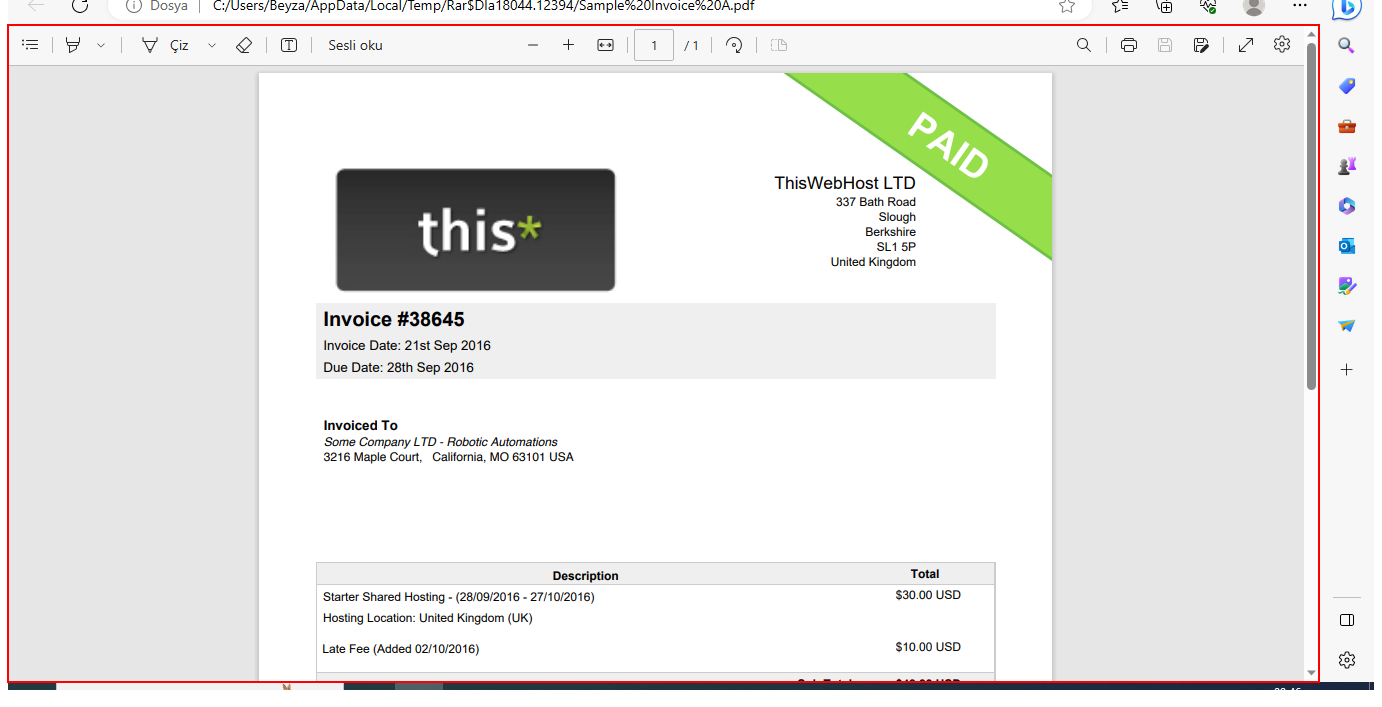 Dosya C:/Users/Beyza/AppData/Local/Temp/Rar$DIa18044.12394/Sample%20Invoice%20A.pdf
Çiz Sesli oku 1 / 1
PAID
this*
ThisWebHost LTD
337 Bath Road
Slough
Berkshire
SL1 5P
United Kingdom
Invoice #38645
Invoice Date: 21st Sep 2016
Due Date: 28th Sep 2016
Invoiced To
Some Company LTD - Robotic Automations
3216 Maple Court, California, MO 63101 USA
Description Total
Starter Shared Hosting - (28/09/2016 - 27/10/2016) $30.00 USD
Hosting Location: United Kingdom (UK)
Late Fee (Added 02/10/2016) $10.00 USD